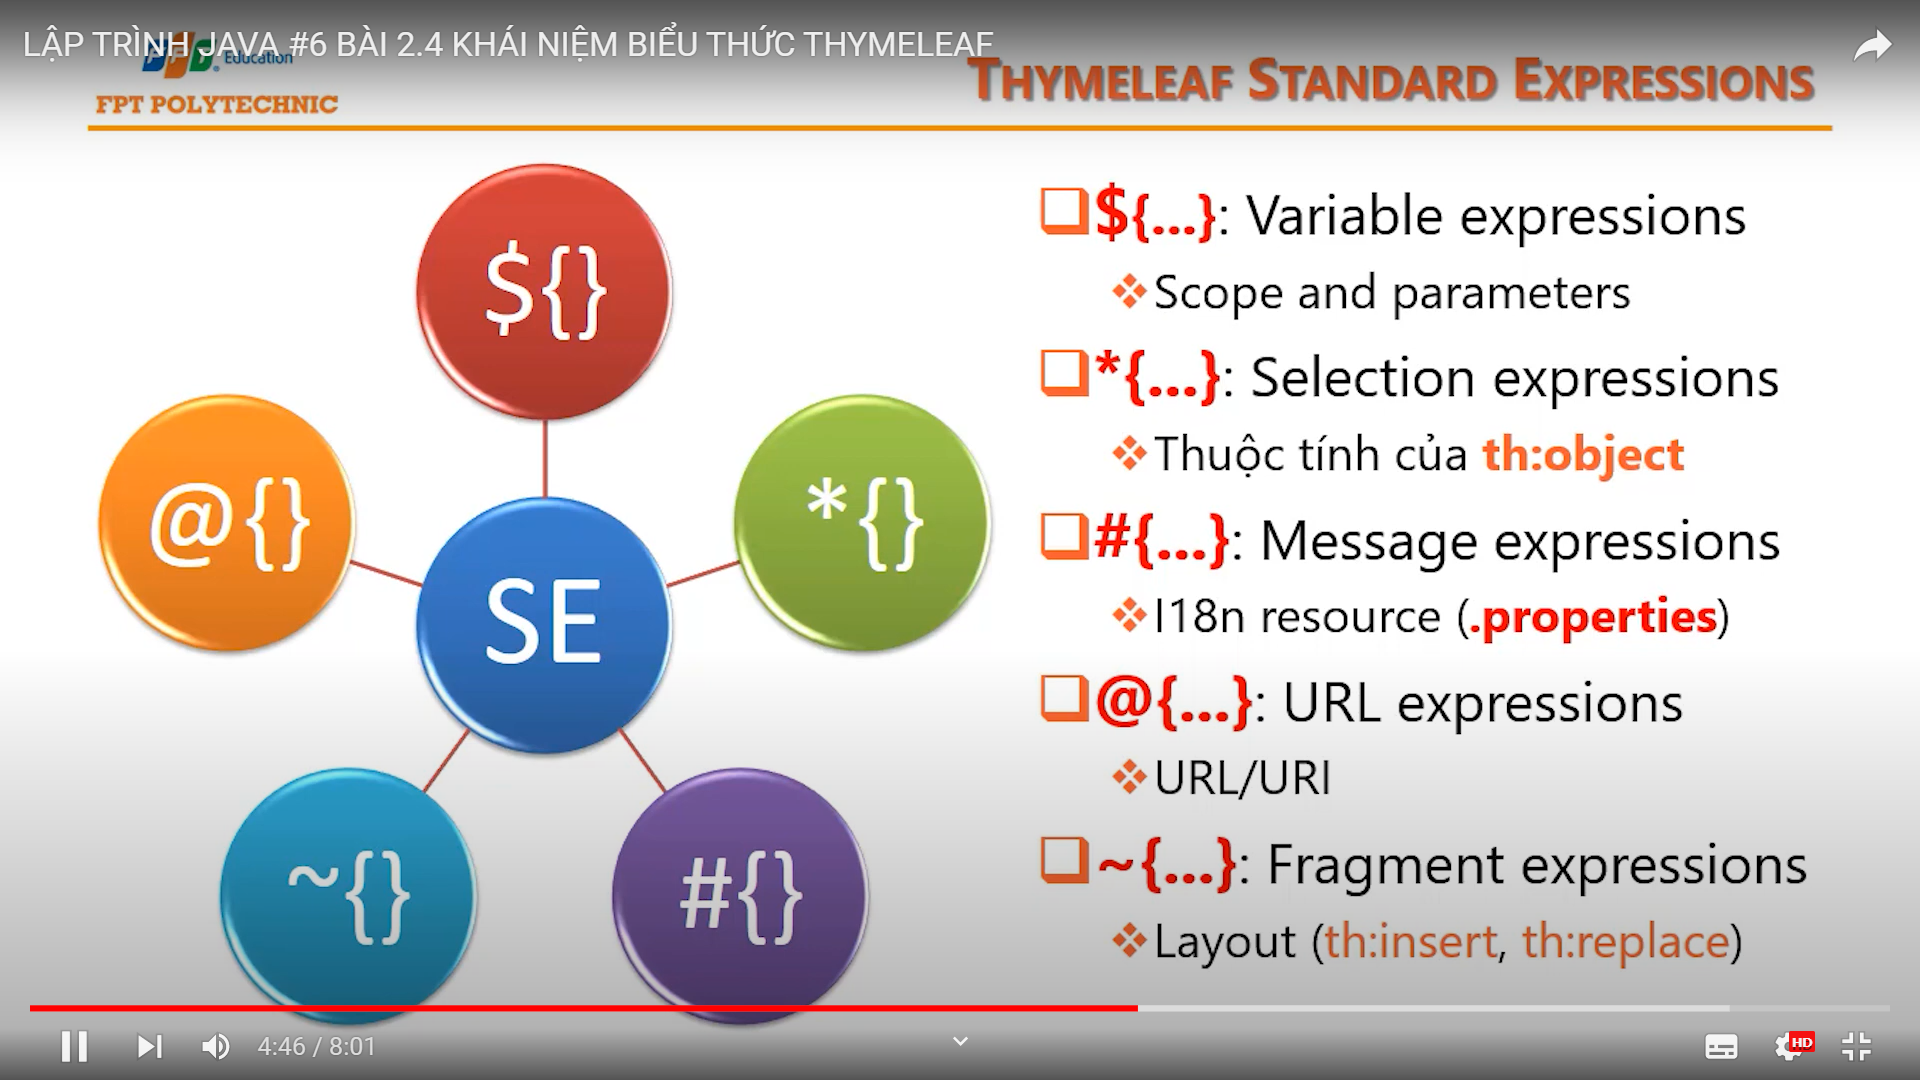 LẬP TRÌNH JAVA #6 BÀI 2.4 KHÁI NIỆM BIỂU THỨC THYMELEAF
FPT. Education
FPT POLYTECHNIC
THYMELEAF STANDARD EXPRESSIONS
${}
@{}
*{}
SE
~{}
#{}
${...}: Variable expressions
Scope and parameters
*{...}: Selection expressions
Thuộc tính của th:object
#{...}: Message expressions
I18n resource (.properties)
@{...}: URL expressions
URL/URI
~{...}: Fragment expressions
Layout (th:insert, th:replace)
4:46 / 8:01
HD